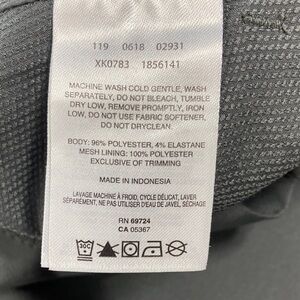 119 0618 02931
XK0783 1856141
MACHINE WASH COLD GENTLE, WASH
SEPARATELY, DO NOT BLEACH, TUMBLE
DRY LOW, REMOVE PROMPTLY, IRON
LOW, DO NOT USE FABRIC SOFTENER,
DO NOT DRYCLEAN.
BODY: 96% POLYESTER, 4% ELASTANE
MESH LINING: 100% POLYESTER
EXCLUSIVE OF TRIMMING
MADE IN INDONESIA
LAVAGE MACHINE À FROID, CYCLE DÉLICAT, LAVER
SÉPAREMENT, NE PAS UTILISER D'EAU DE JAVEL, SÉCHAGE
RN 69724
CA 05367